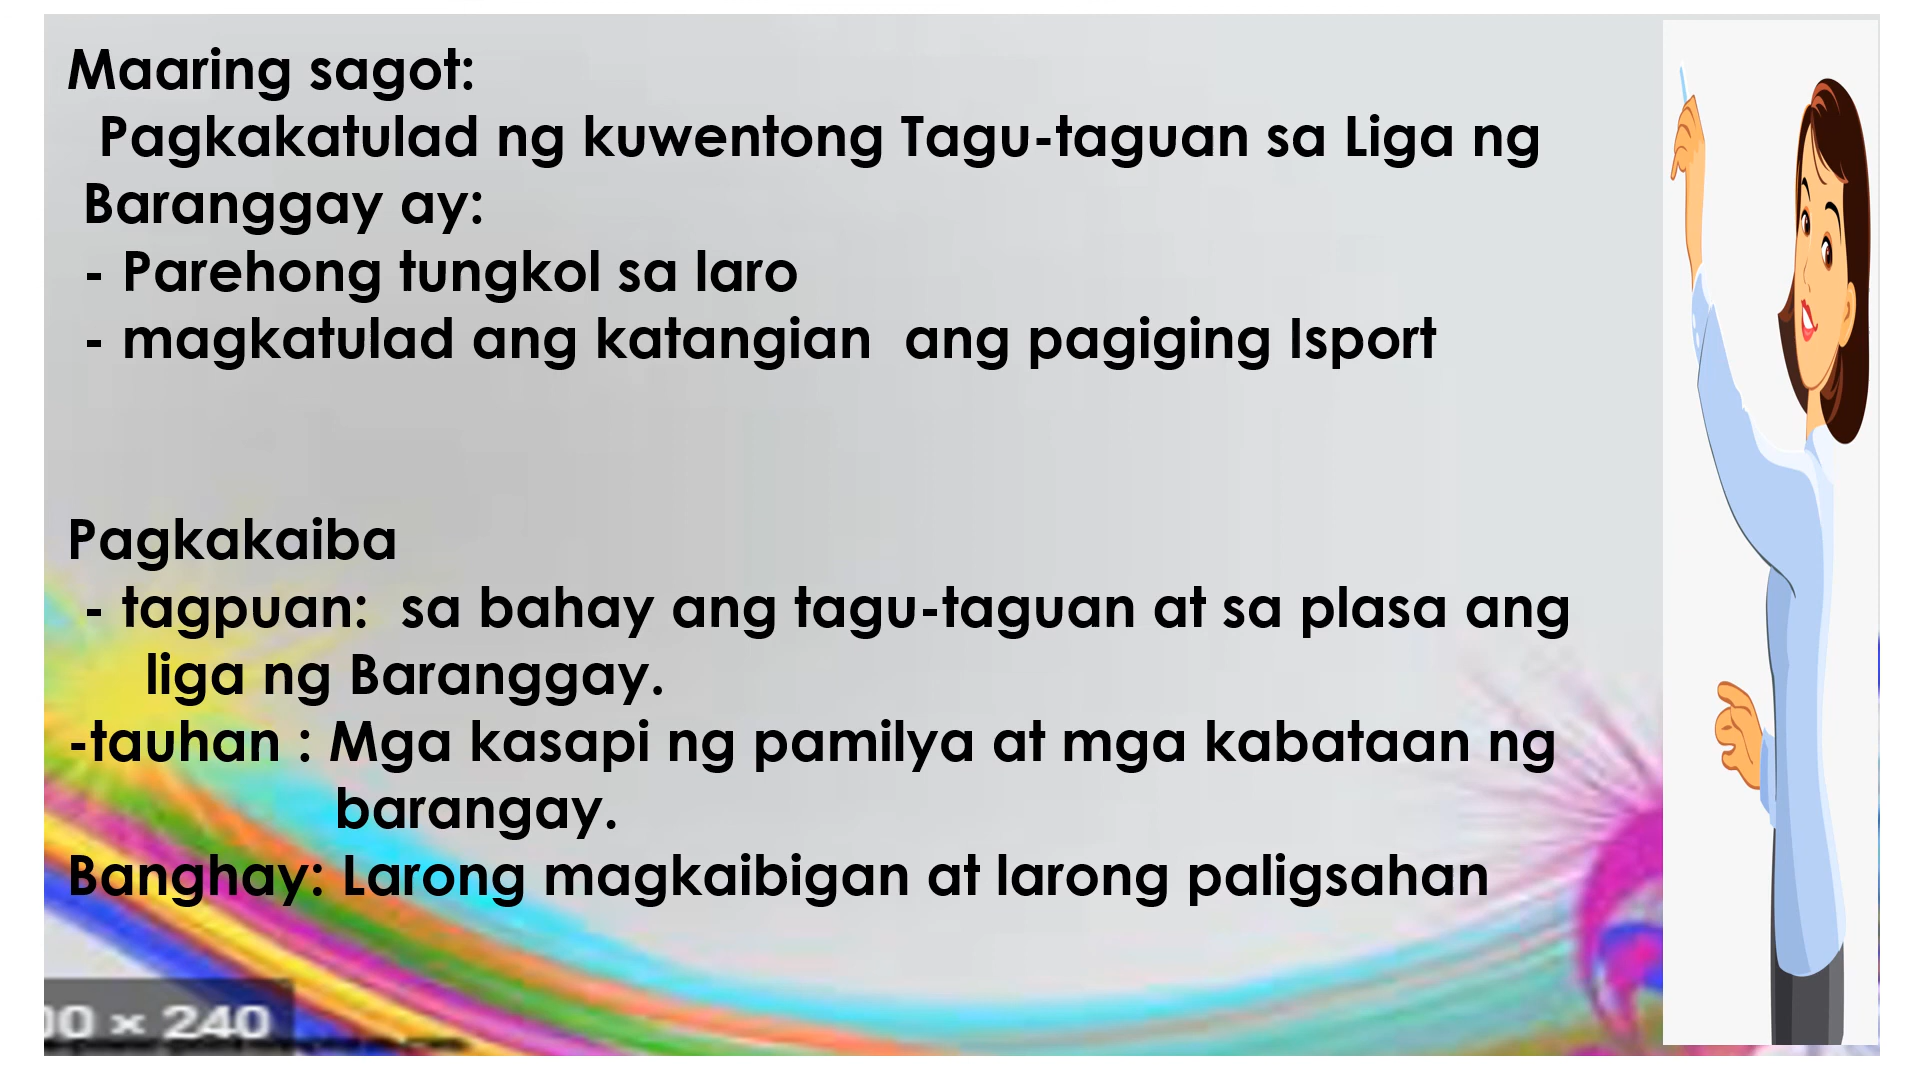 Maaring sagot:
Pagkakatulad ng kuwentong Tagu-taguan sa Liga ng
Baranggay ay:
- Parehong tungkol sa laro
- magkatulad ang katangian  ang pagiging Isport
Pagkakaiba
- tagpuan:  sa bahay ang tagu-taguan at sa plasa ang
liga ng Baranggay.
-tauhan : Mga kasapi ng pamilya at mga kabataan ng
barangay.
Banghay: Larong magkaibigan at larong paligsahan
00 × 240